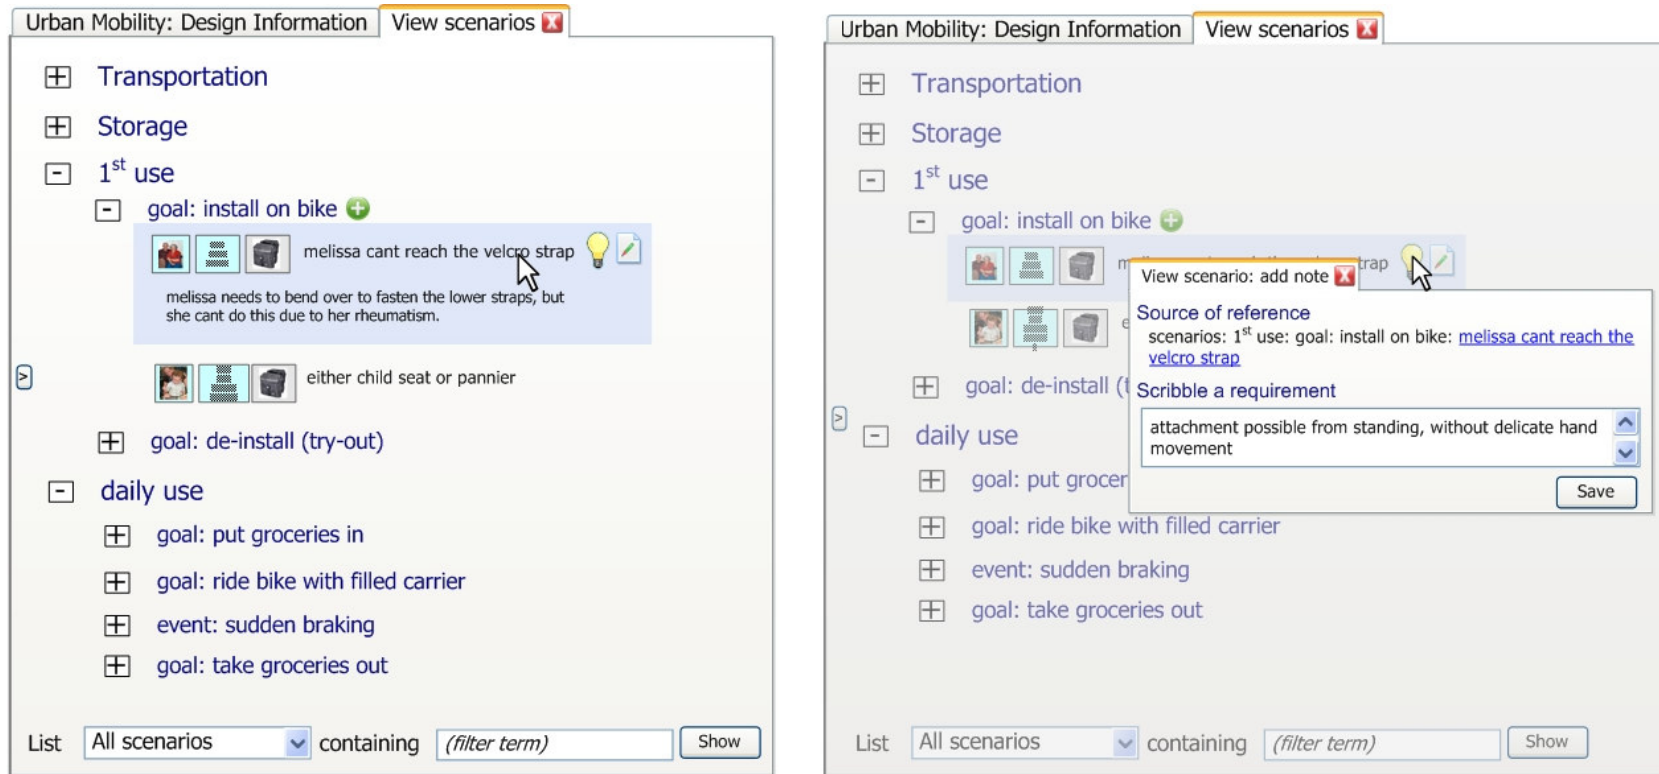 Urban Mobility: Design Information View scenarios X
Transportation
Storage
1st use
goal: install on bike
melissa cant reach the velcro strap
melissa needs to bend over to fasten the lower straps, but
she cant do this due to her rheumatism.
either child seat or pannier
>
goal: de-install (try-out)
daily use
goal: put groceries in
goal: ride bike with filled carrier
event: sudden braking
goal: take groceries out
List All scenarios containing (filter term) Show
Urban Mobility: Design Information View scenarios X
Transportation
Storage
1st use
goal: install on bike
trap
View scenario: add note X
Source of reference
scenarios: 1st use: goal: install on bike: melissa cant reach the
velcro strap
Scribble a requirement
attachment possible from standing, without delicate hand
movement
Save
goal: de-install (t
>
daily use
goal: put grocer
goal: ride bike with filled carrier
event: sudden braking
goal: take groceries out
List All scenarios containing (filter term) Show